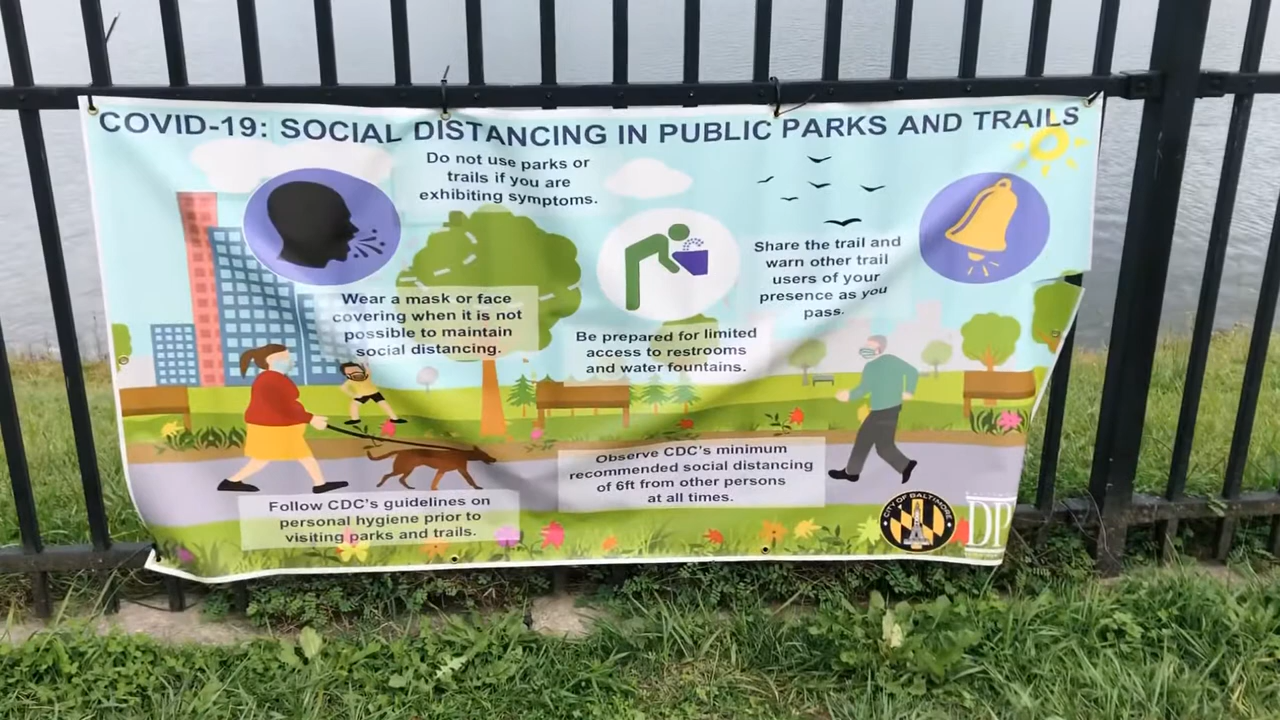 COVID-19: SOCIAL DISTANCING IN PUBLIC PARKS AND TRAILS
Do not use parks or
trails if you are
exhibiting symptoms.
Share the trail and
warn other trail
users of your
presence as you
pass.
Wear a mask or face
covering when it is not
possible to maintain
social distancing.
Be prepared for limited
access to restrooms
and water fountains.
Observe CDC's minimum
recommended social distancing
of 6ft from other persons
at all times.
Follow CDC's guidelines on
personal hygiene prior to
visiting parks and trails.
CITY OF BALTIMORE
DP